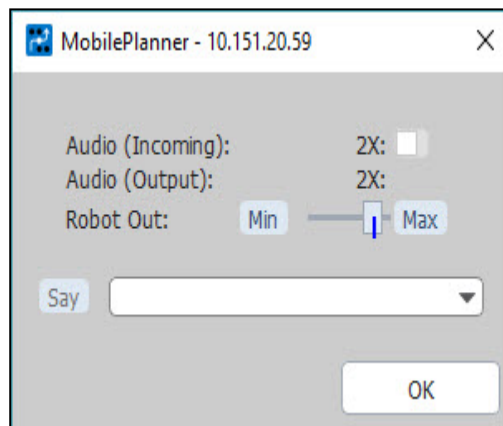 MobilePlanner - 10.151.20.59
Audio (Incoming): 2X:
Audio (Output): 2X:
Robot Out: Min Max
Say
OK